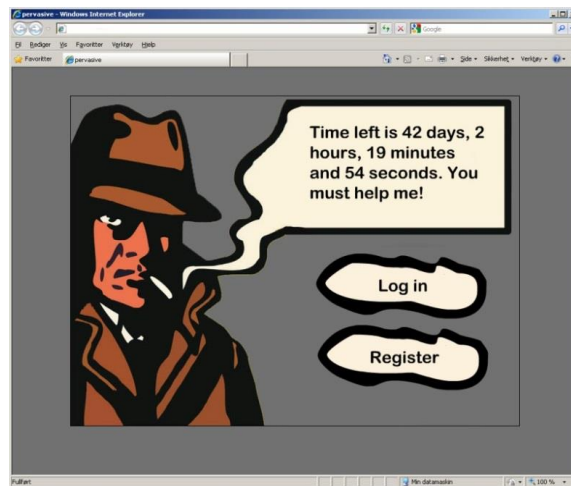 pervasive - Windows Internet Explorer
Google
Fil Rediger Vis Favoritter Verktøy Hjelp
Favoritter pervasive Side Sikkerhet Verktøy
Time left is 42 days, 2
hours, 19 minutes
and 54 seconds. You
must help me!
Log in
Register
Fullført Min datamaskin 100 %